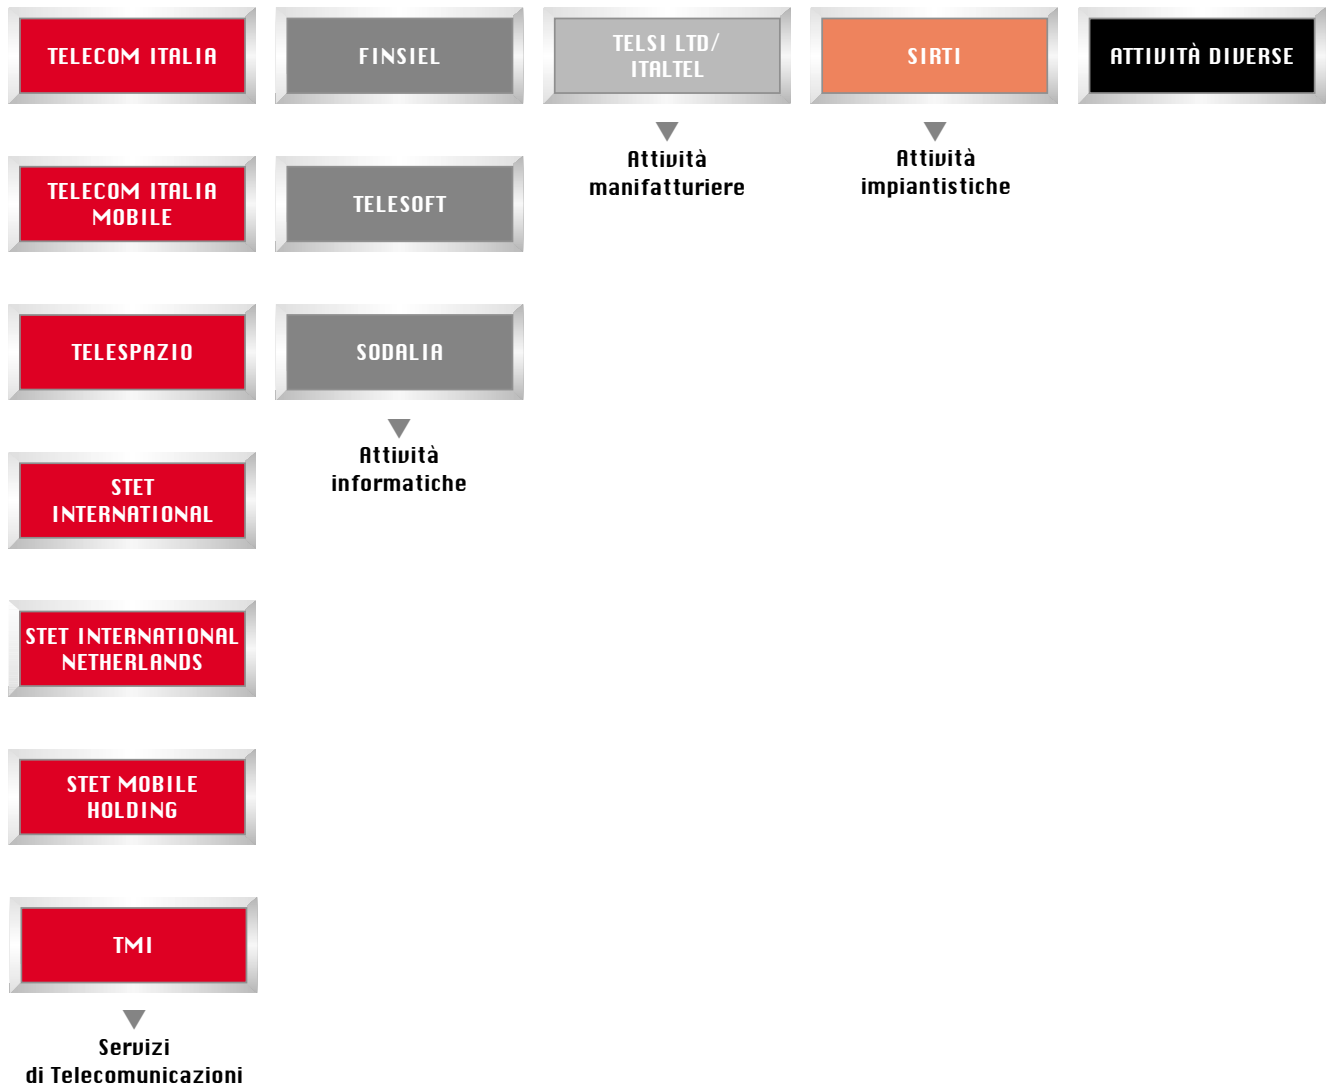 TELECOM ITALIA
FINSIEL
TELSI LTD/
ITALTEL
SIRTI
ATTIVITÀ DIVERSE
Attività
manifatturiere
Attività
impiantistiche
TELECOM ITALIA
MOBILE
TELESOFT
TELESPAZIO
SODALIA
Attività
informatiche
STET
INTERNATIONAL
STET INTERNATIONAL
NETHERLANDS
STET MOBILE
HOLDING
TMI
Servizi
di Telecomunicazioni